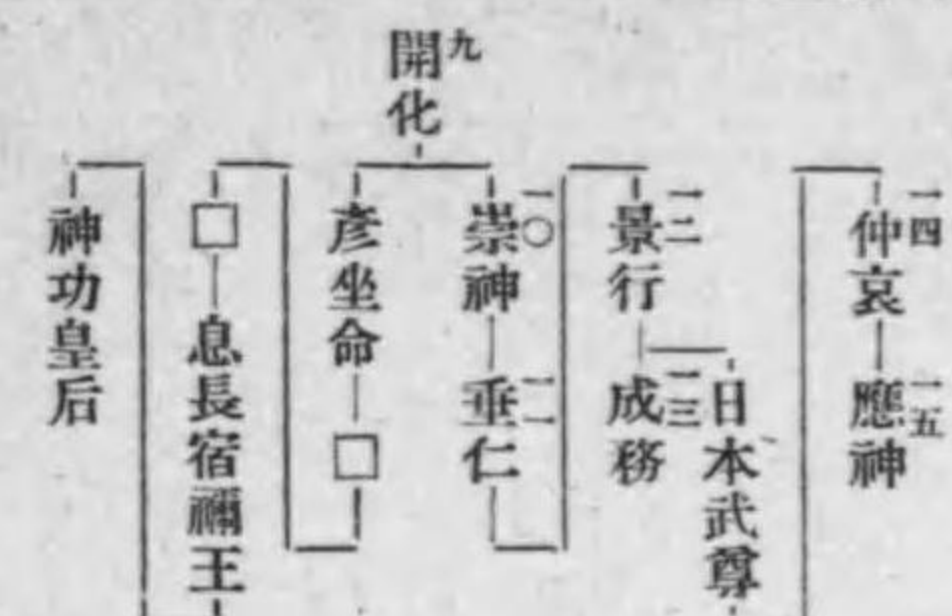 九
開化
一四
仲哀
一五
應神
一二
景行
日本武尊
一三
成務
一〇
崇神
一一
垂仁
彥坐命
□
□
息長宿禰王
神功皇后